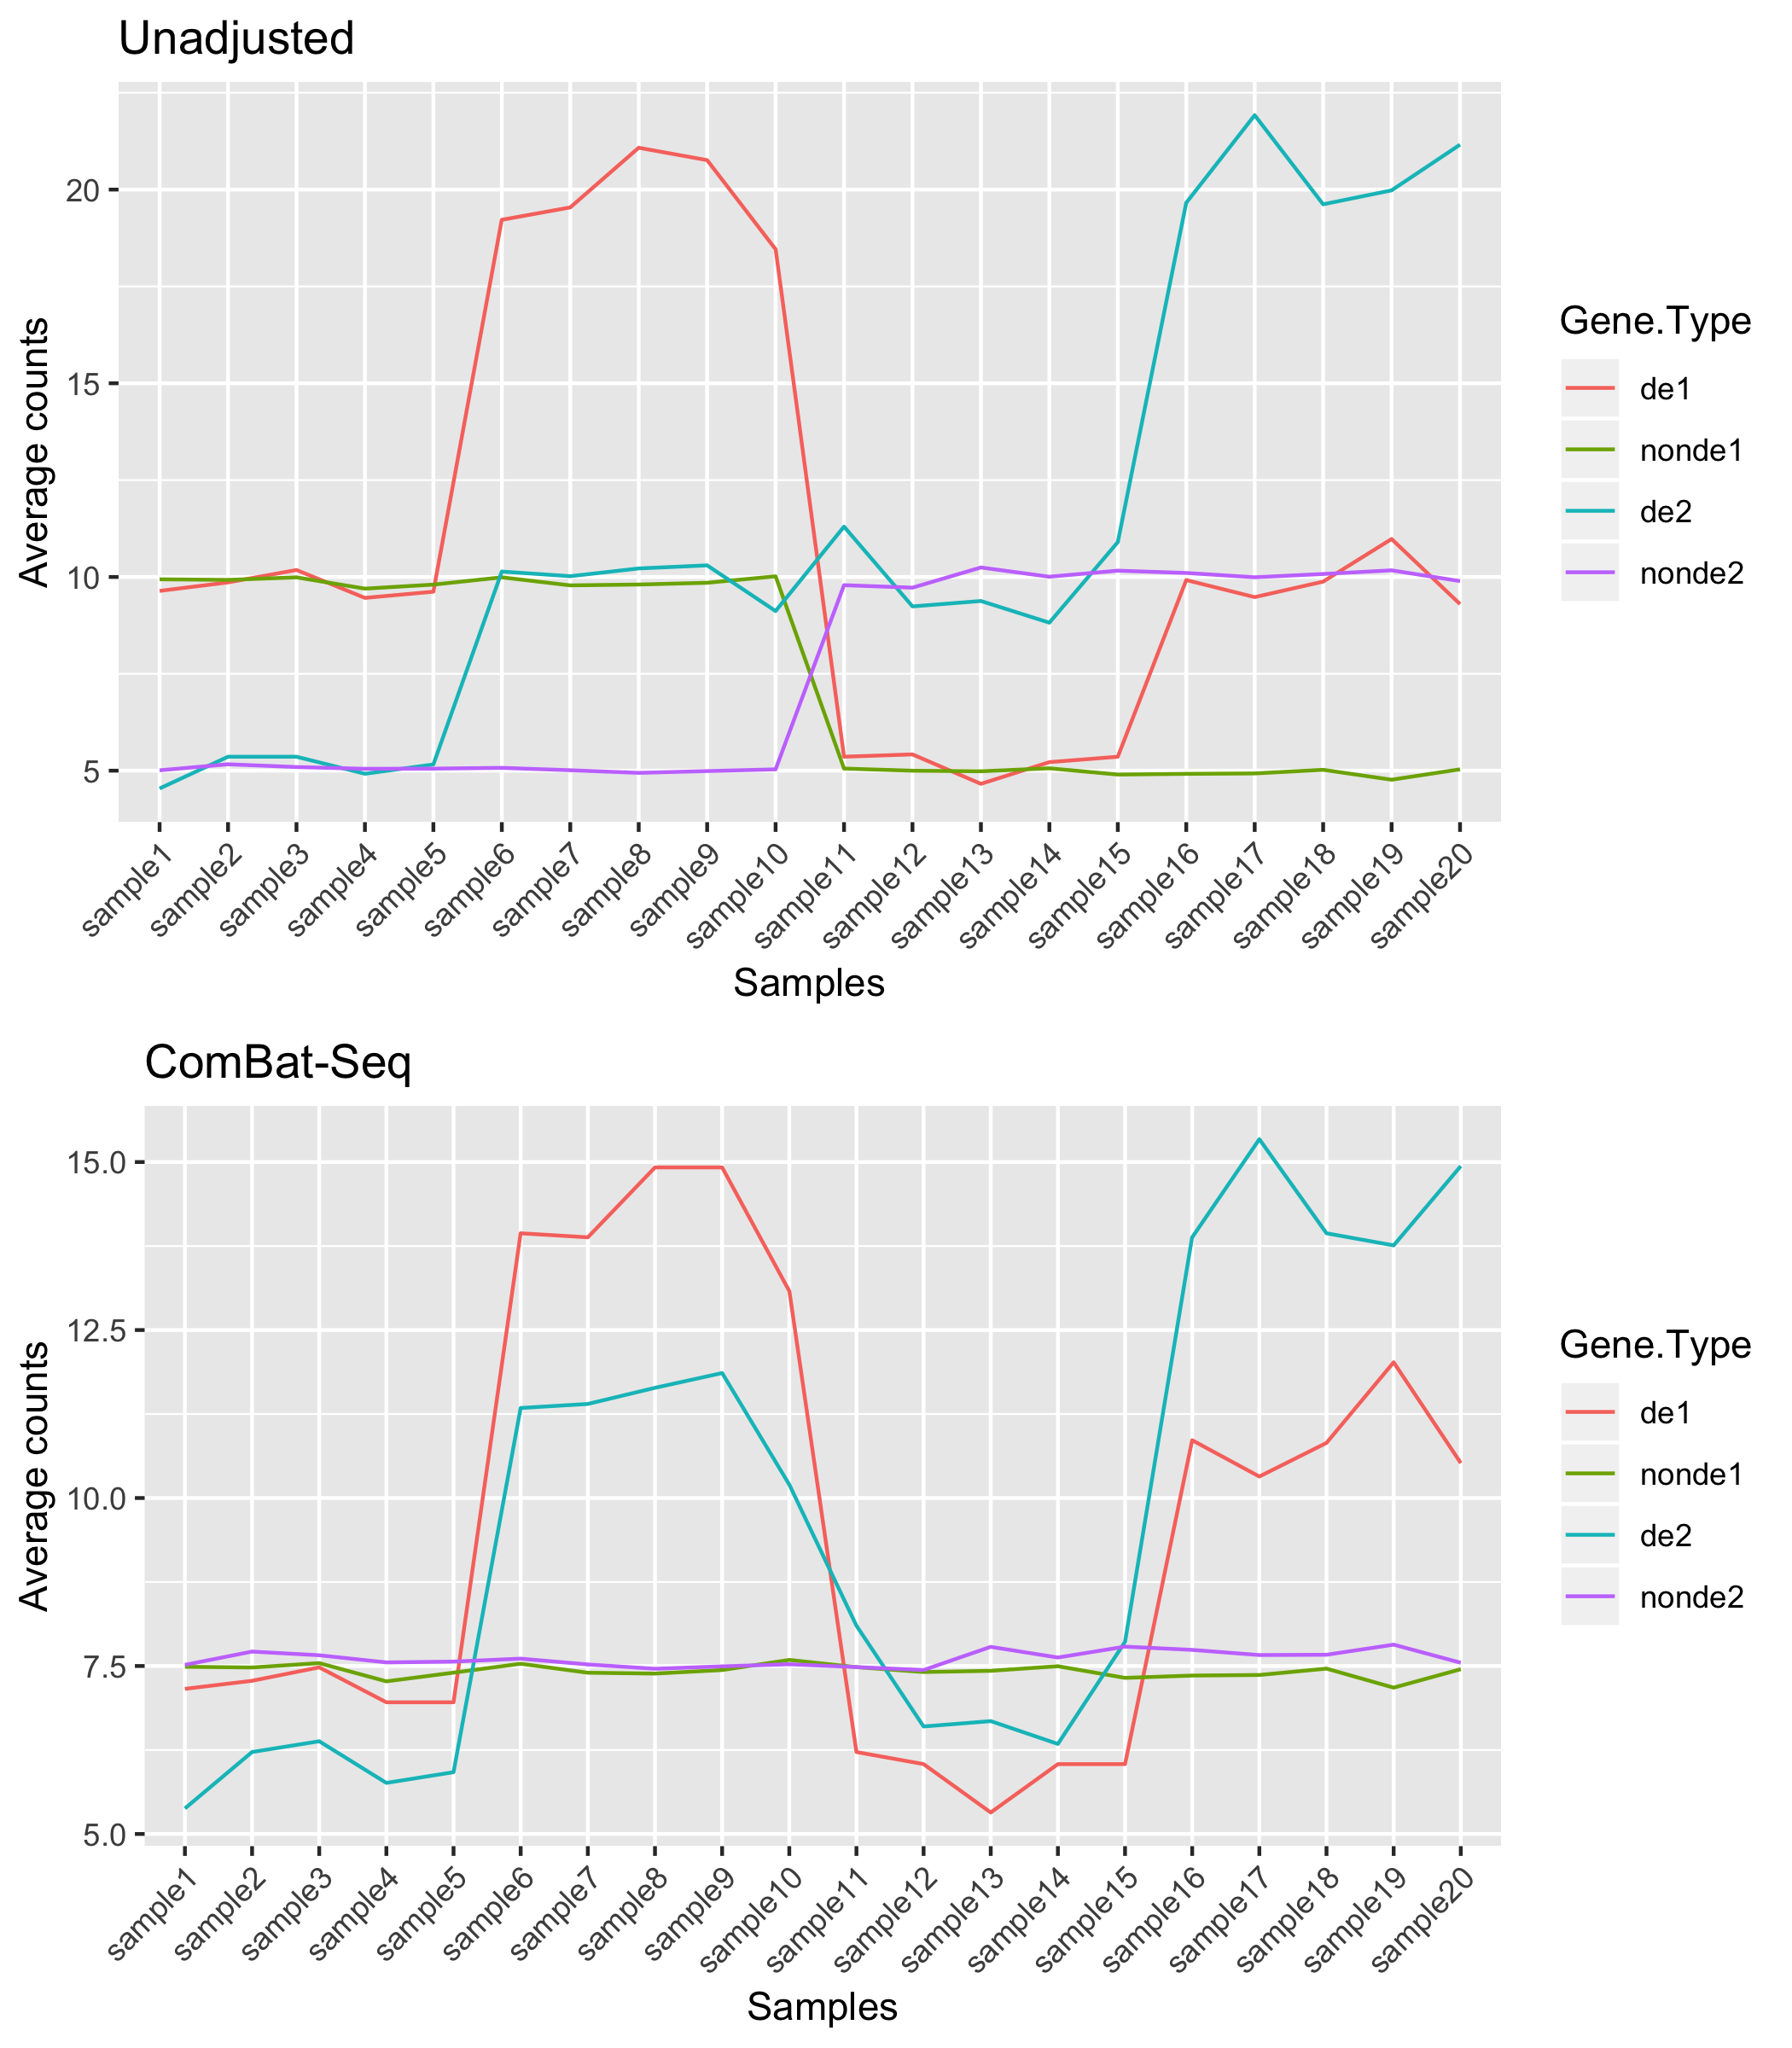 Unadjusted
Average counts
20
15
10
5
sample1
sample2
sample3
sample4
sample5
sample6
sample7
sample8
sample9
sample10
sample11
sample12
sample13
sample14
sample15
sample16
sample17
sample18
sample19
sample20
Samples
Gene.Type
de1
nonde1
de2
nonde2
ComBat-Seq
Average counts
15.0
12.5
10.0
7.5
5.0
sample1
sample2
sample3
sample4
sample5
sample6
sample7
sample8
sample9
sample10
sample11
sample12
sample13
sample14
sample15
sample16
sample17
sample18
sample19
sample20
Samples
Gene.Type
de1
nonde1
de2
nonde2